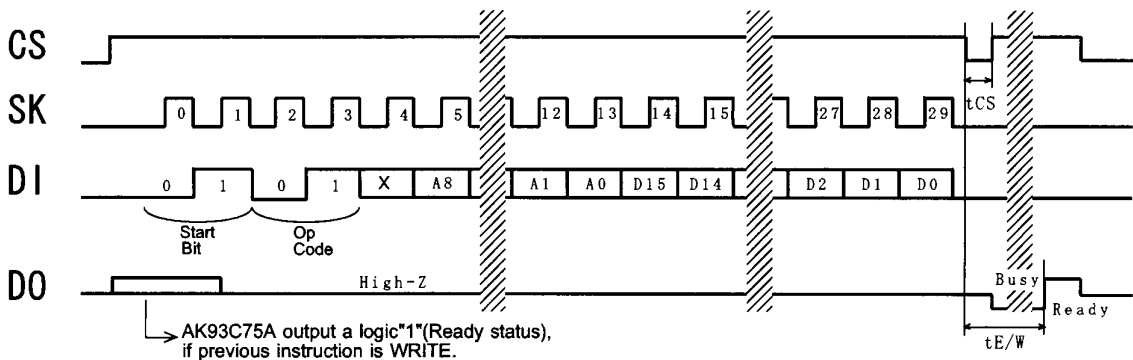 CS
tCS
SK 0 1 2 3 4 5 12 13 14 15 27 28 29
DI 0 1 0 1 X A8 A1 A0 D15 D14 D2 D1 D0
Start
Bit
Op
Code
DO High-Z Busy Ready
AK93C75A output a logic"1"(Ready status),
if previous instruction is WRITE.
tE/W